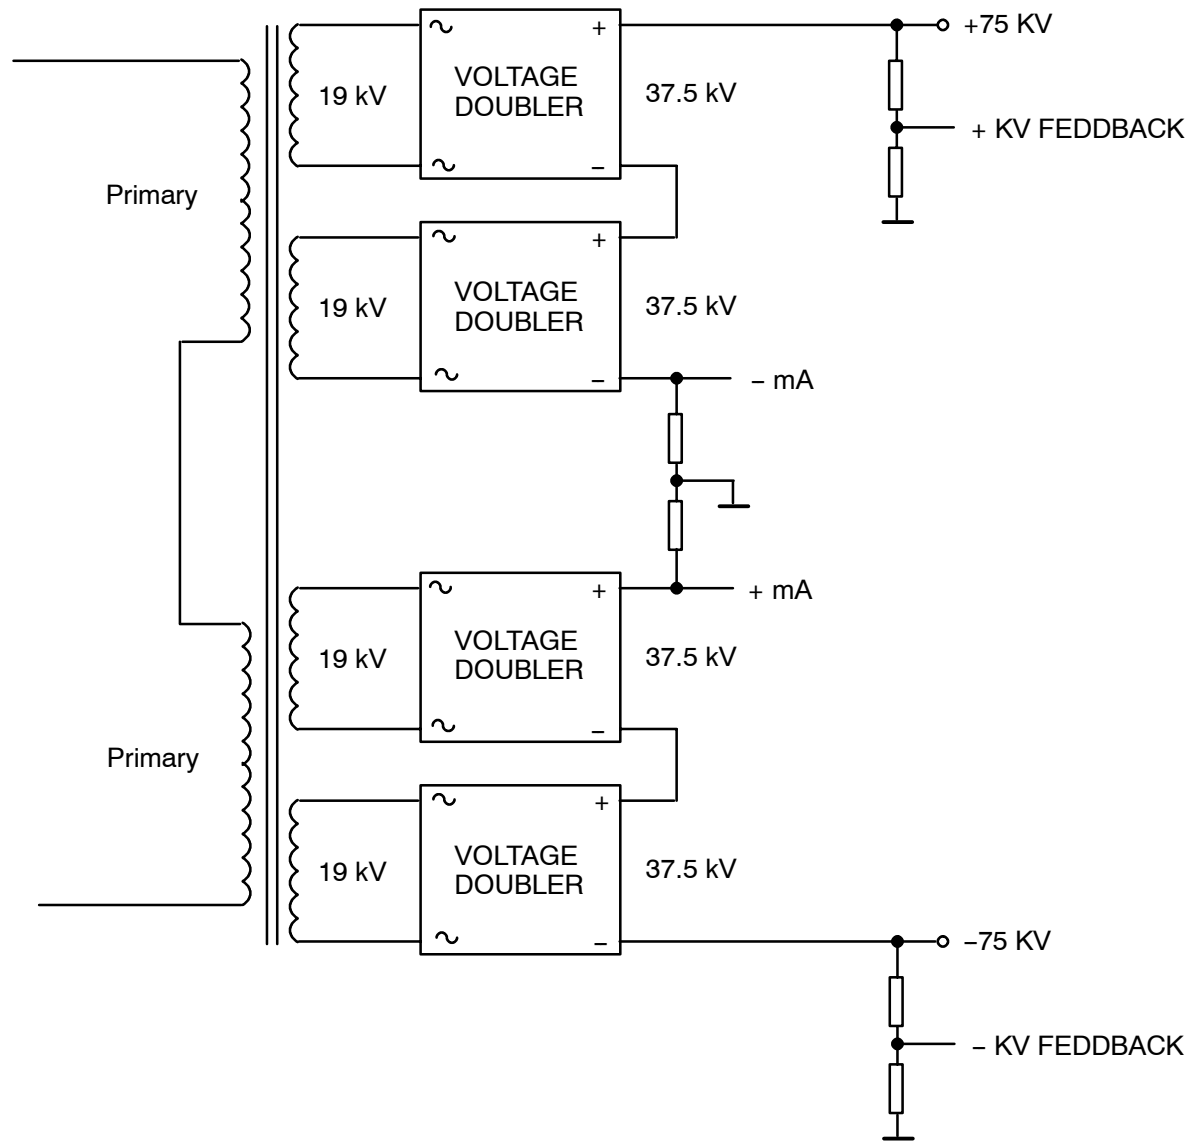 +75 KV
+
19 kV
VOLTAGE
DOUBLER
37.5 kV
+ KV FEDDBACK
–
Primary
+
19 kV
VOLTAGE
DOUBLER
37.5 kV
–
– mA
+
+ mA
19 kV
VOLTAGE
DOUBLER
37.5 kV
–
Primary
+
19 kV
VOLTAGE
DOUBLER
37.5 kV
–
–75 KV
– KV FEDDBACK